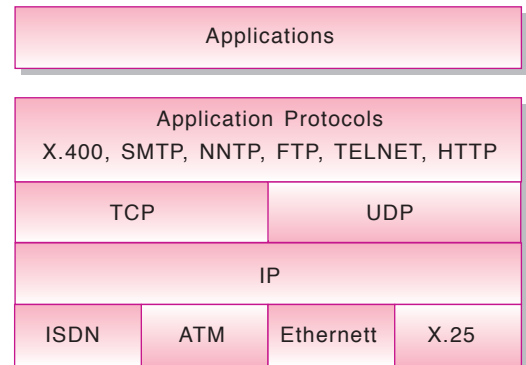 Applications
Application Protocols
X.400, SMTP, NNTP, FTP, TELNET, HTTP
TCP UDP
IP
ISDN ATM Ethernett X.25